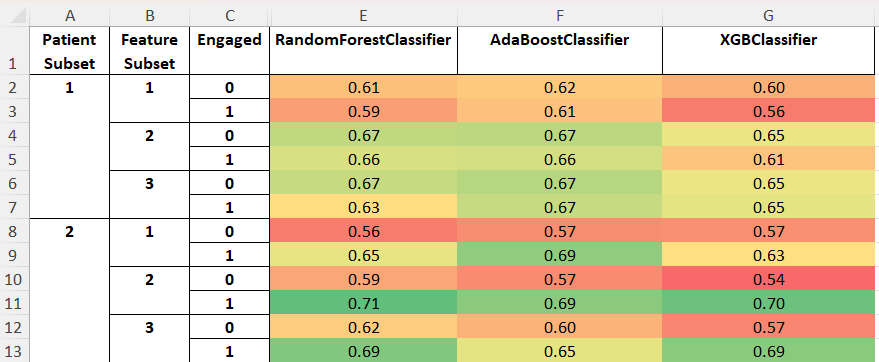 A B C E F G
1 Patient Subset Feature Subset Engaged RandomForestClassifier AdaBoostClassifier XGBClassifier
2 1 1 0 0.61 0.62 0.60
3 1 0.59 0.61 0.56
4 2 0 0.67 0.67 0.65
5 1 0.66 0.66 0.61
6 3 0 0.67 0.67 0.65
7 1 0.63 0.67 0.65
8 2 1 0 0.56 0.57 0.57
9 1 0.65 0.69 0.63
10 2 0 0.59 0.57 0.54
11 1 0.71 0.69 0.70
12 3 0 0.62 0.60 0.57
13 1 0.69 0.65 0.69